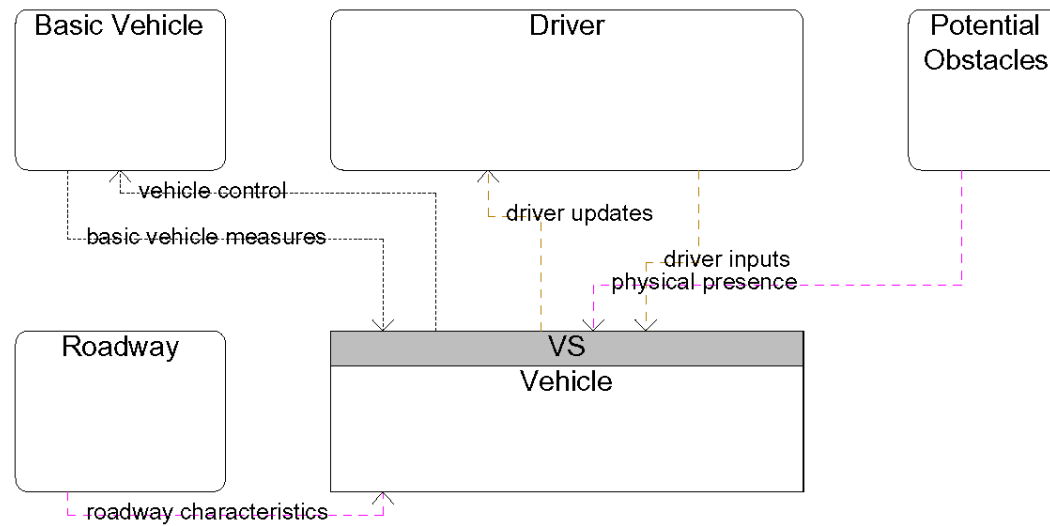 Basic Vehicle
Driver
Potential
Obstacles
vehicle control
driver updates
basic vehicle measures
driver inputs
physical presence
Roadway
VS
Vehicle
roadway characteristics